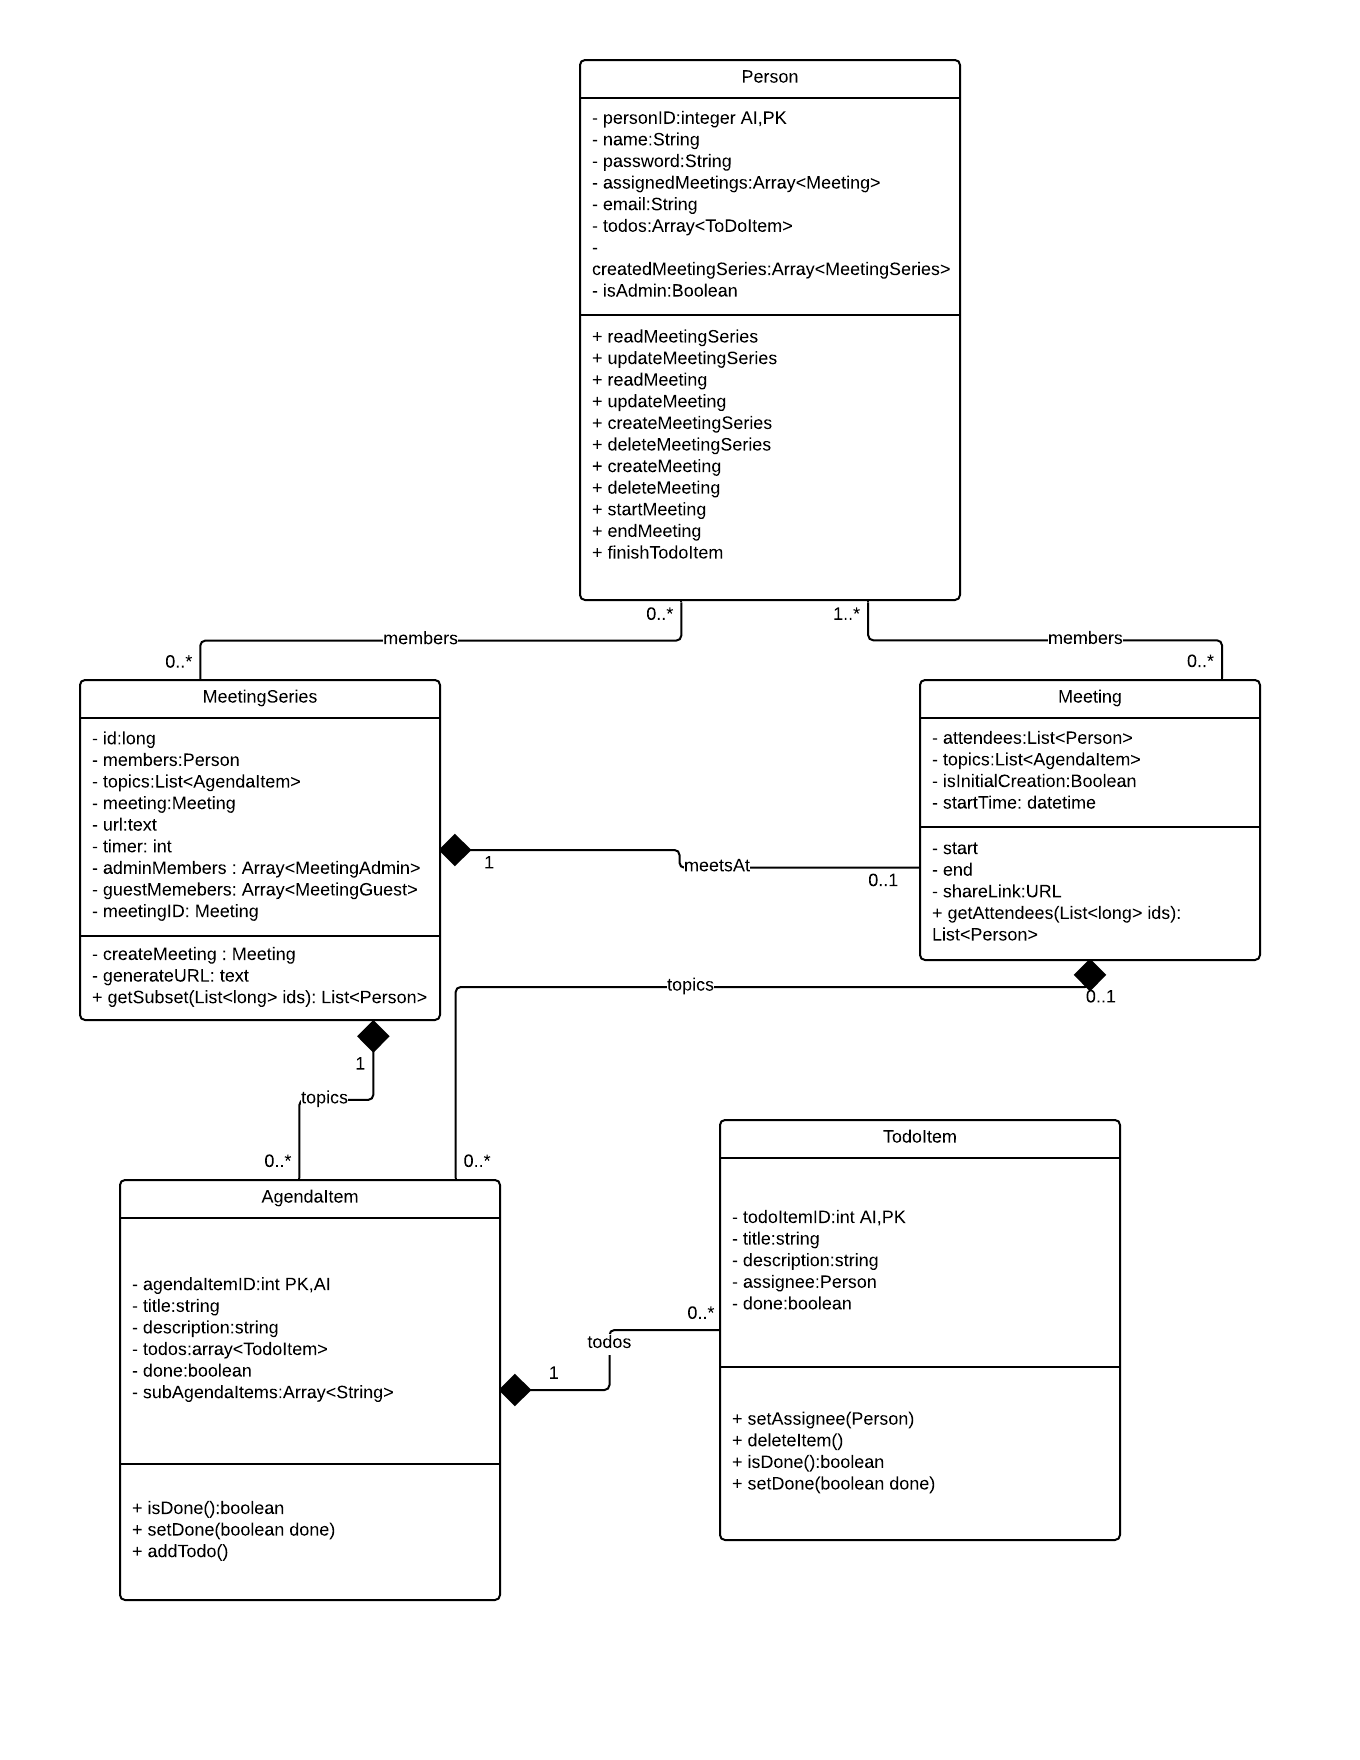 Person
- personID:integer AI,PK
- name:String
- password:String
- assignedMeetings:Array<Meeting>
- email:String
- todos:Array<ToDoItem>
-
createdMeetingSeries:Array<MeetingSeries>
- isAdmin:Boolean
+ readMeetingSeries
+ updateMeetingSeries
+ readMeeting
+ updateMeeting
+ createMeetingSeries
+ deleteMeetingSeries
+ createMeeting
+ deleteMeeting
+ startMeeting
+ endMeeting
+ finishTodoItem
0..*
1..*
members
members
0..*
0..*
MeetingSeries
- id:long
- members:Person
- topics:List<AgendaItem>
- meeting:Meeting
- url:text
- timer: int
- adminMembers : Array<MeetingAdmin>
- guestMemebers: Array<MeetingGuest>
- meetingID: Meeting
- createMeeting : Meeting
- generateURL: text
+ getSubset(List<long> ids): List<Person>
Meeting
- attendees:List<Person>
- topics:List<AgendaItem>
- isInitialCreation:Boolean
- startTime: datetime
- start
- end
- shareLink:URL
+ getAttendees(List<long> ids):
List<Person>
1
meetsAt
0..1
topics
0..1
1
topics
0..*
0..*
AgendaItem
- agendaItemID:int PK,AI
- title:string
- description:string
- todos:array<TodoItem>
- done:boolean
- subAgendaItems:Array<String>
+ isDone():boolean
+ setDone(boolean done)
+ addTodo()
1
todos
0..*
TodoItem
- todoItemID:int AI,PK
- title:string
- description:string
- assignee:Person
- done:boolean
+ setAssignee(Person)
+ deleteItem()
+ isDone():boolean
+ setDone(boolean done)